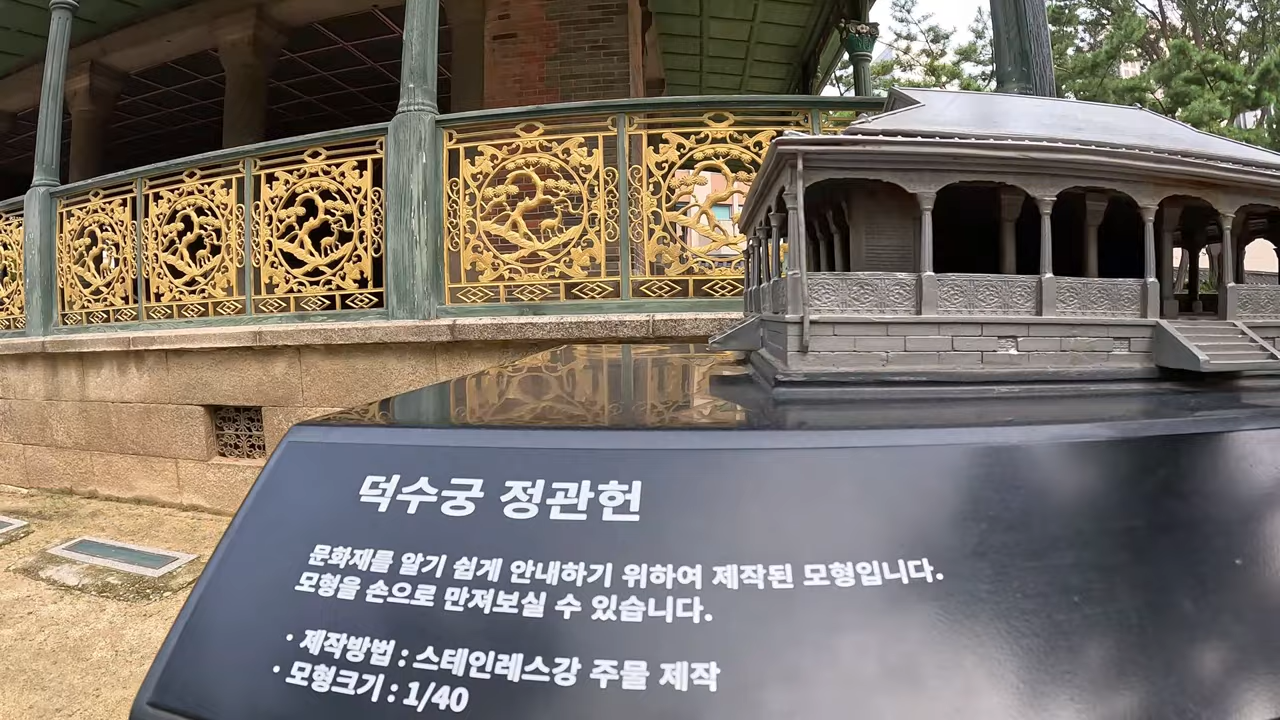 덕수궁 정관헌
문화재를 알기 쉽게 안내하기 위하여 제작된 모형입니다.
모형을 손으로 만져보실 수 있습니다.
· 제작방법 : 스테인레스강 주물 제작
· 모형크기 : 1/40